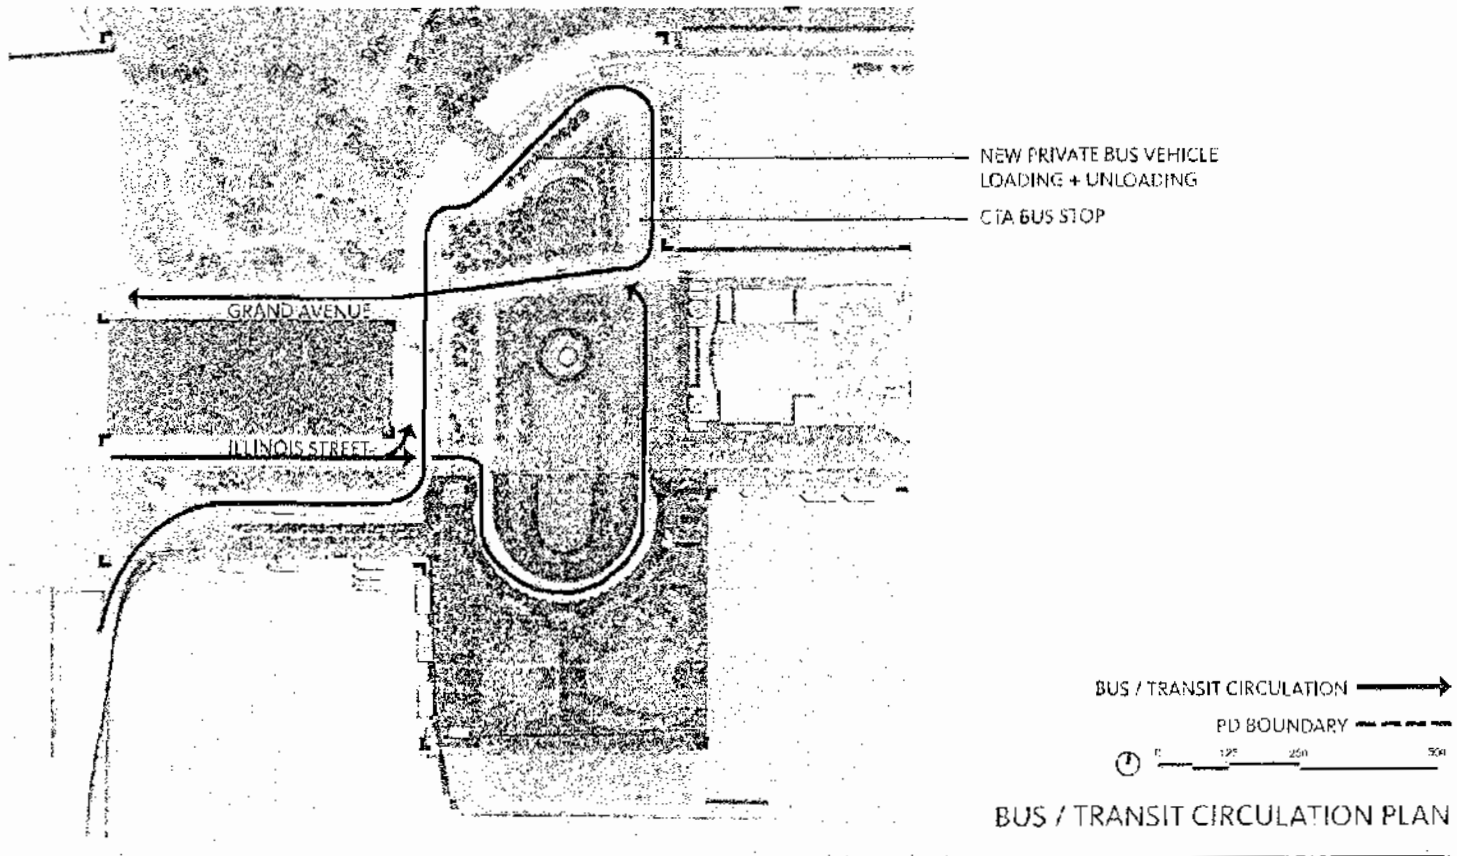 NEW PRIVATE BUS VEHICLE
LOADING + UNLOADING
CTA BUS STOP
GRAND AVENUE
ILLINOIS STREET
BUS / TRANSIT CIRCULATION
PD BOUNDARY
0 125 250 500
BUS / TRANSIT CIRCULATION PLAN